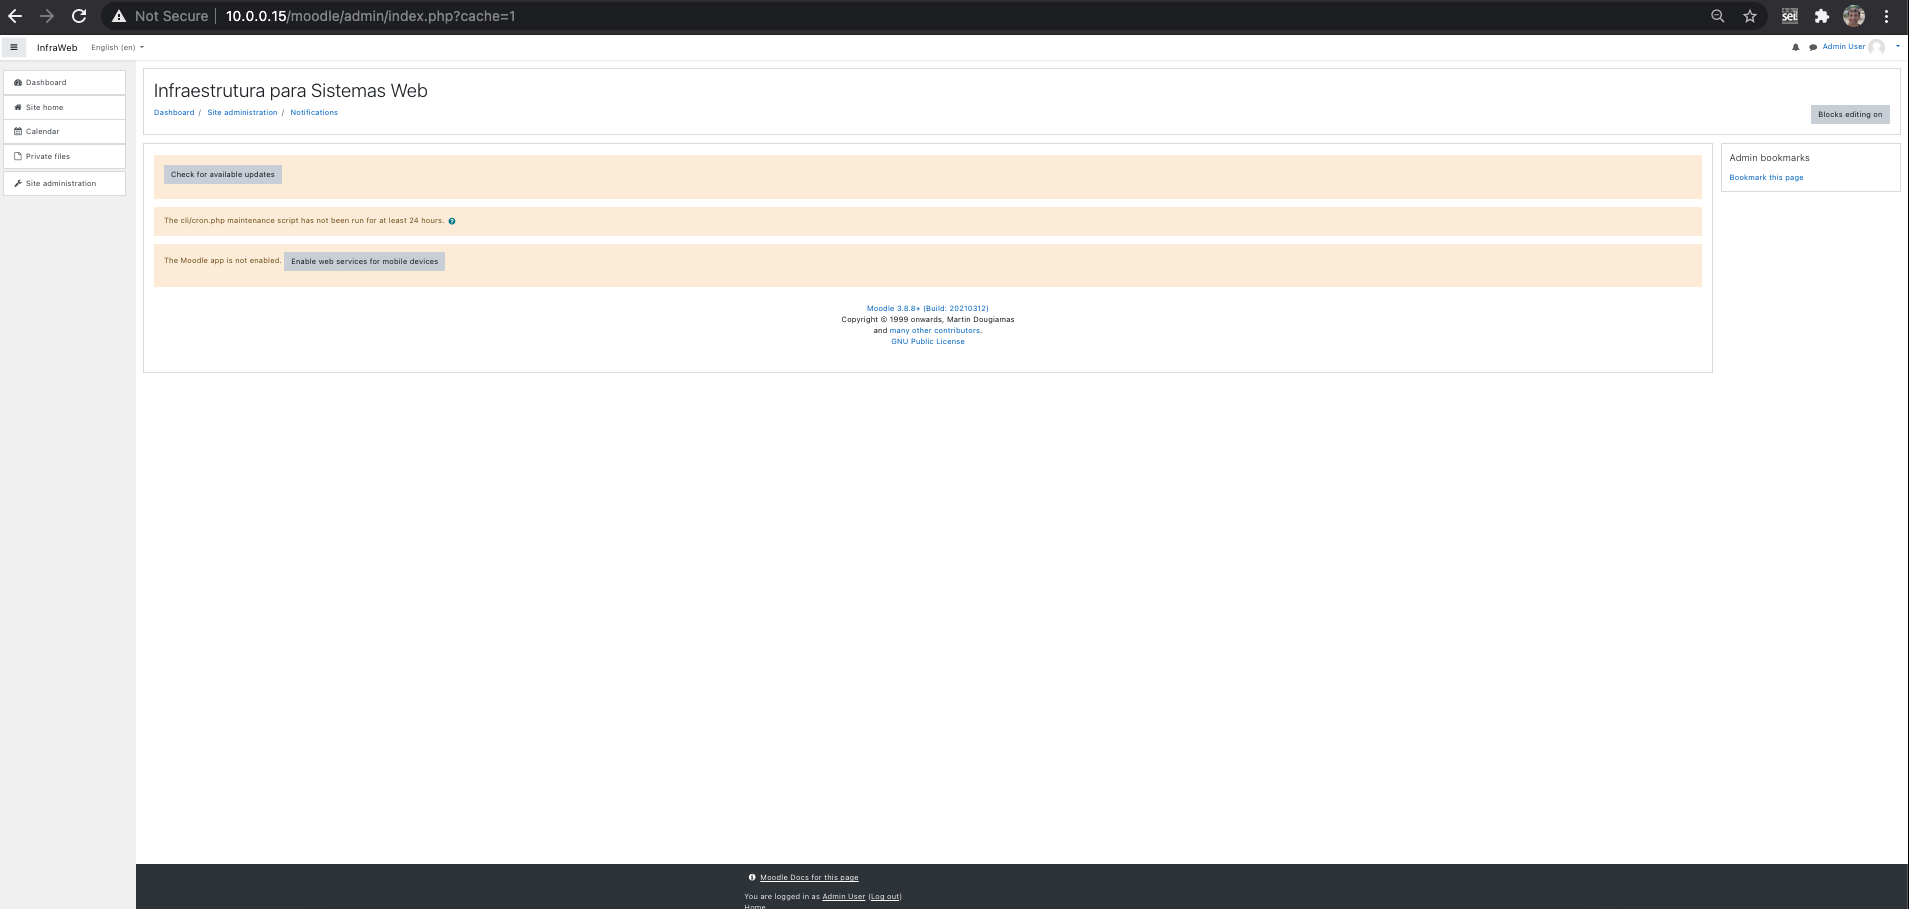 Not Secure | 10.0.0.15/moodle/admin/index.php?cache=1
sei!
InfraWeb English (en)
Admin User
Dashboard
Site home
Calendar
Private files
Site administration
Infraestrutura para Sistemas Web
Dashboard / Site administration / Notifications
Blocks editing on
Check for available updates
The cli/cron.php maintenance script has not been run for at least 24 hours.
The Moodle app is not enabled. Enable web services for mobile devices
Moodle 3.8.8+ (Build: 20210312)
Copyright © 1999 onwards, Martin Dougiamas
and many other contributors.
GNU Public License
Admin bookmarks
Bookmark this page
Moodle Docs for this page
You are logged in as Admin User (Log out)
Home